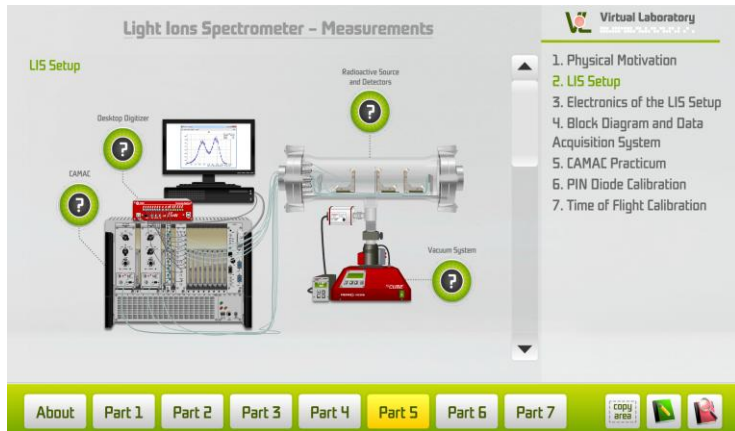 Light Ions Spectrometer – Measurements
LIS Setup
Radioactive Source
and Detectors
Desktop Digitizer
CAMAC
Vacuum System
Virtual Laboratory
1. Physical Motivation
2. LIS Setup
3. Electronics of the LIS Setup
4. Block Diagram and Data
Acquisition System
5. CAMAC Practicum
6. PIN Diode Calibration
7. Time of Flight Calibration
About
Part 1
Part 2
Part 3
Part 4
Part 5
Part 6
Part 7
copy
area